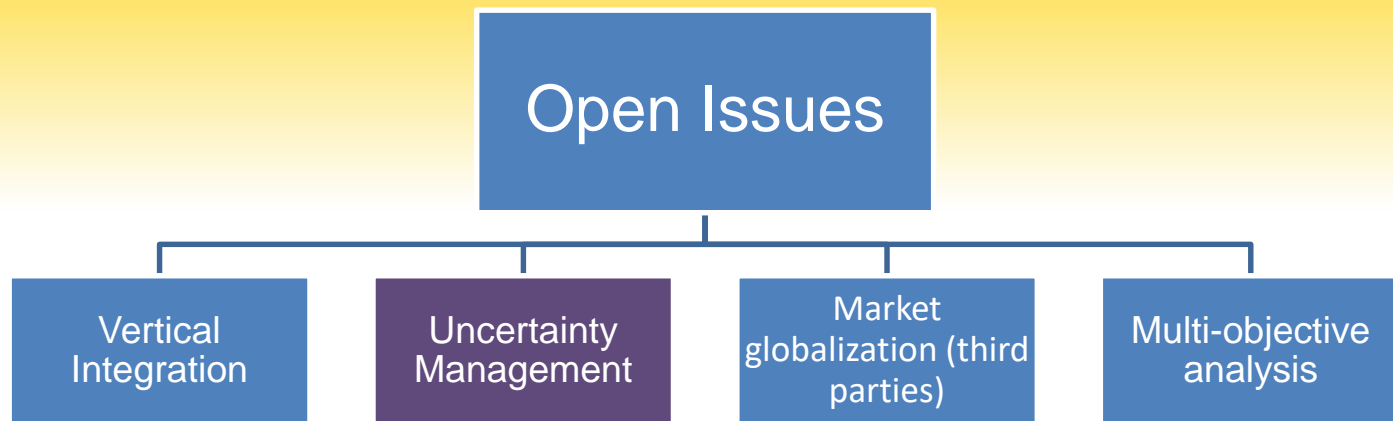 Open Issues
Vertical
Integration
Uncertainty
Management
Market
globalization (third
parties)
Multi-objective
analysis